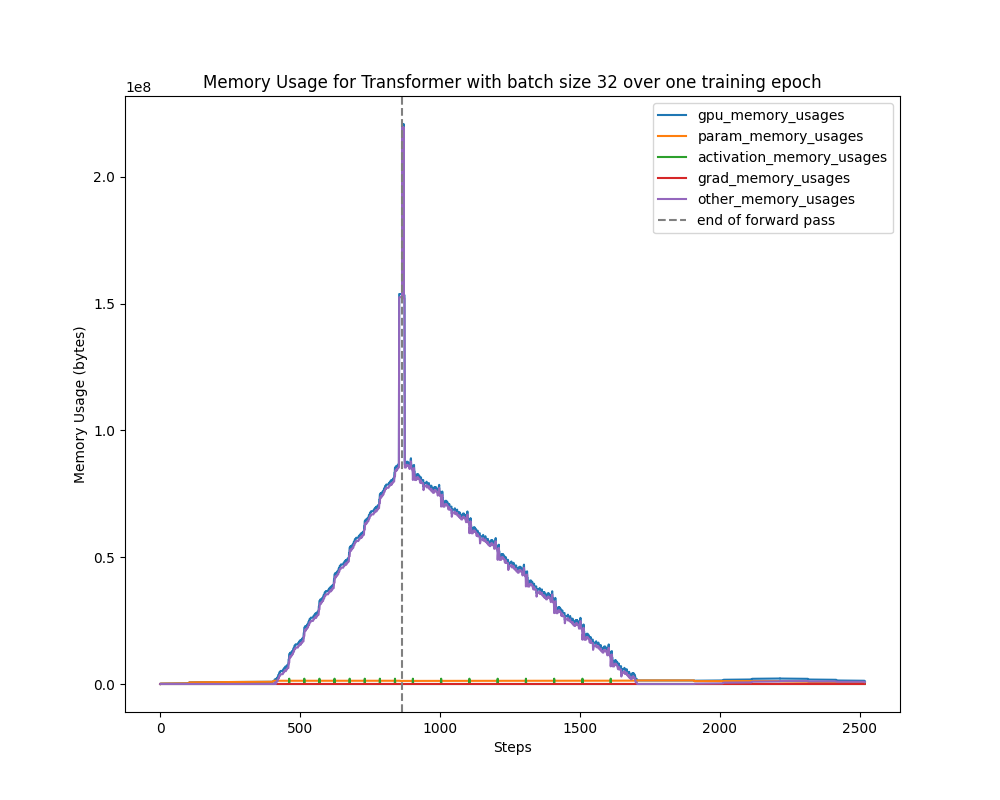 Memory Usage for Transformer with batch size 32 over one training epoch
1e8
gpu_memory_usages
param_memory_usages
activation_memory_usages
grad_memory_usages
other_memory_usages
end of forward pass
2.0
1.5
1.0
0.5
0.0
Memory Usage (bytes)
0 500 1000 1500 2000 2500
Steps